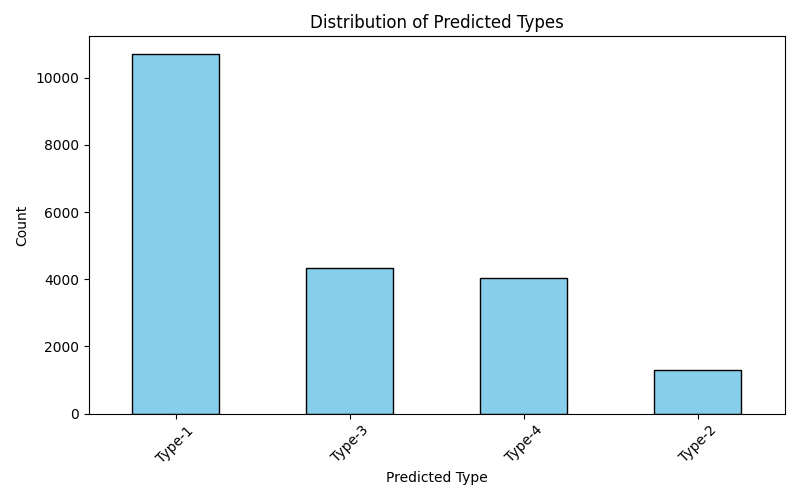 Distribution of Predicted Types
Count
10000
8000
6000
4000
2000
0
Type-1
Type-3
Type-4
Type-2
Predicted Type